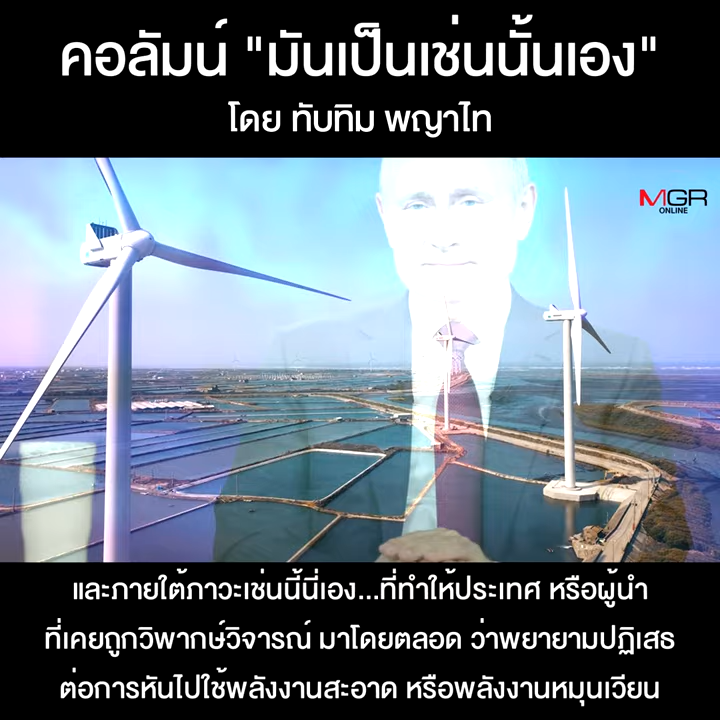 คอลัมน์ "มันเป็นเช่นนั้นเอง"
โดย ทับทิม พญาไท
MGR
ONLINE
และภายใต้ภาวะเช่นนี้นี่เอง...ที่ทำให้ประเทศ หรือผู้นำ
ที่เคยถูกวิพากษ์วิจารณ์ มาโดยตลอด ว่าพยายามปฏิเสธ
ต่อการหันไปใช้พลังงานสะอาด หรือพลังงานหมุนเวียน